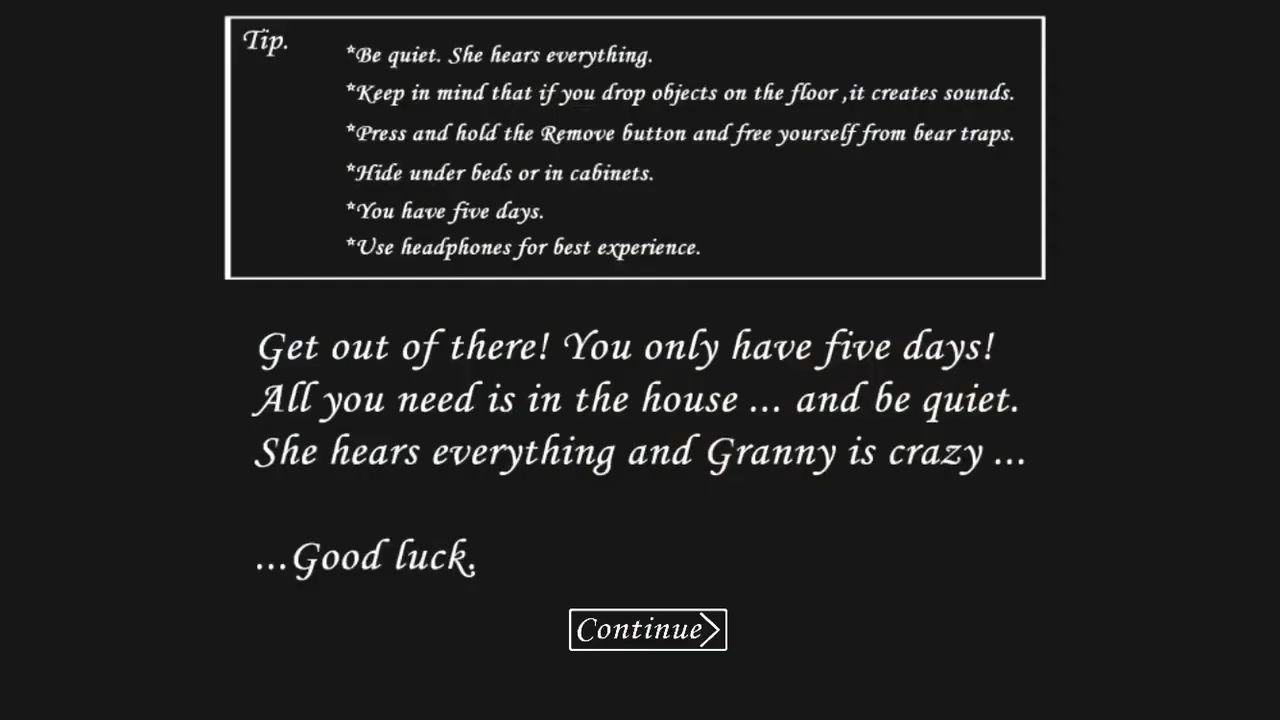 Tip.
*Be quiet. She hears everything.
*Keep in mind that if you drop objects on the floor ,it creates sounds.
*Press and hold the Remove button and free yourself from bear traps.
*Hide under beds or in cabinets.
*You have five days.
*Use headphones for best experience.
Get out of there! You only have five days!
All you need is in the house ... and be quiet.
She hears everything and Granny is crazy ...
...Good luck.
Continue